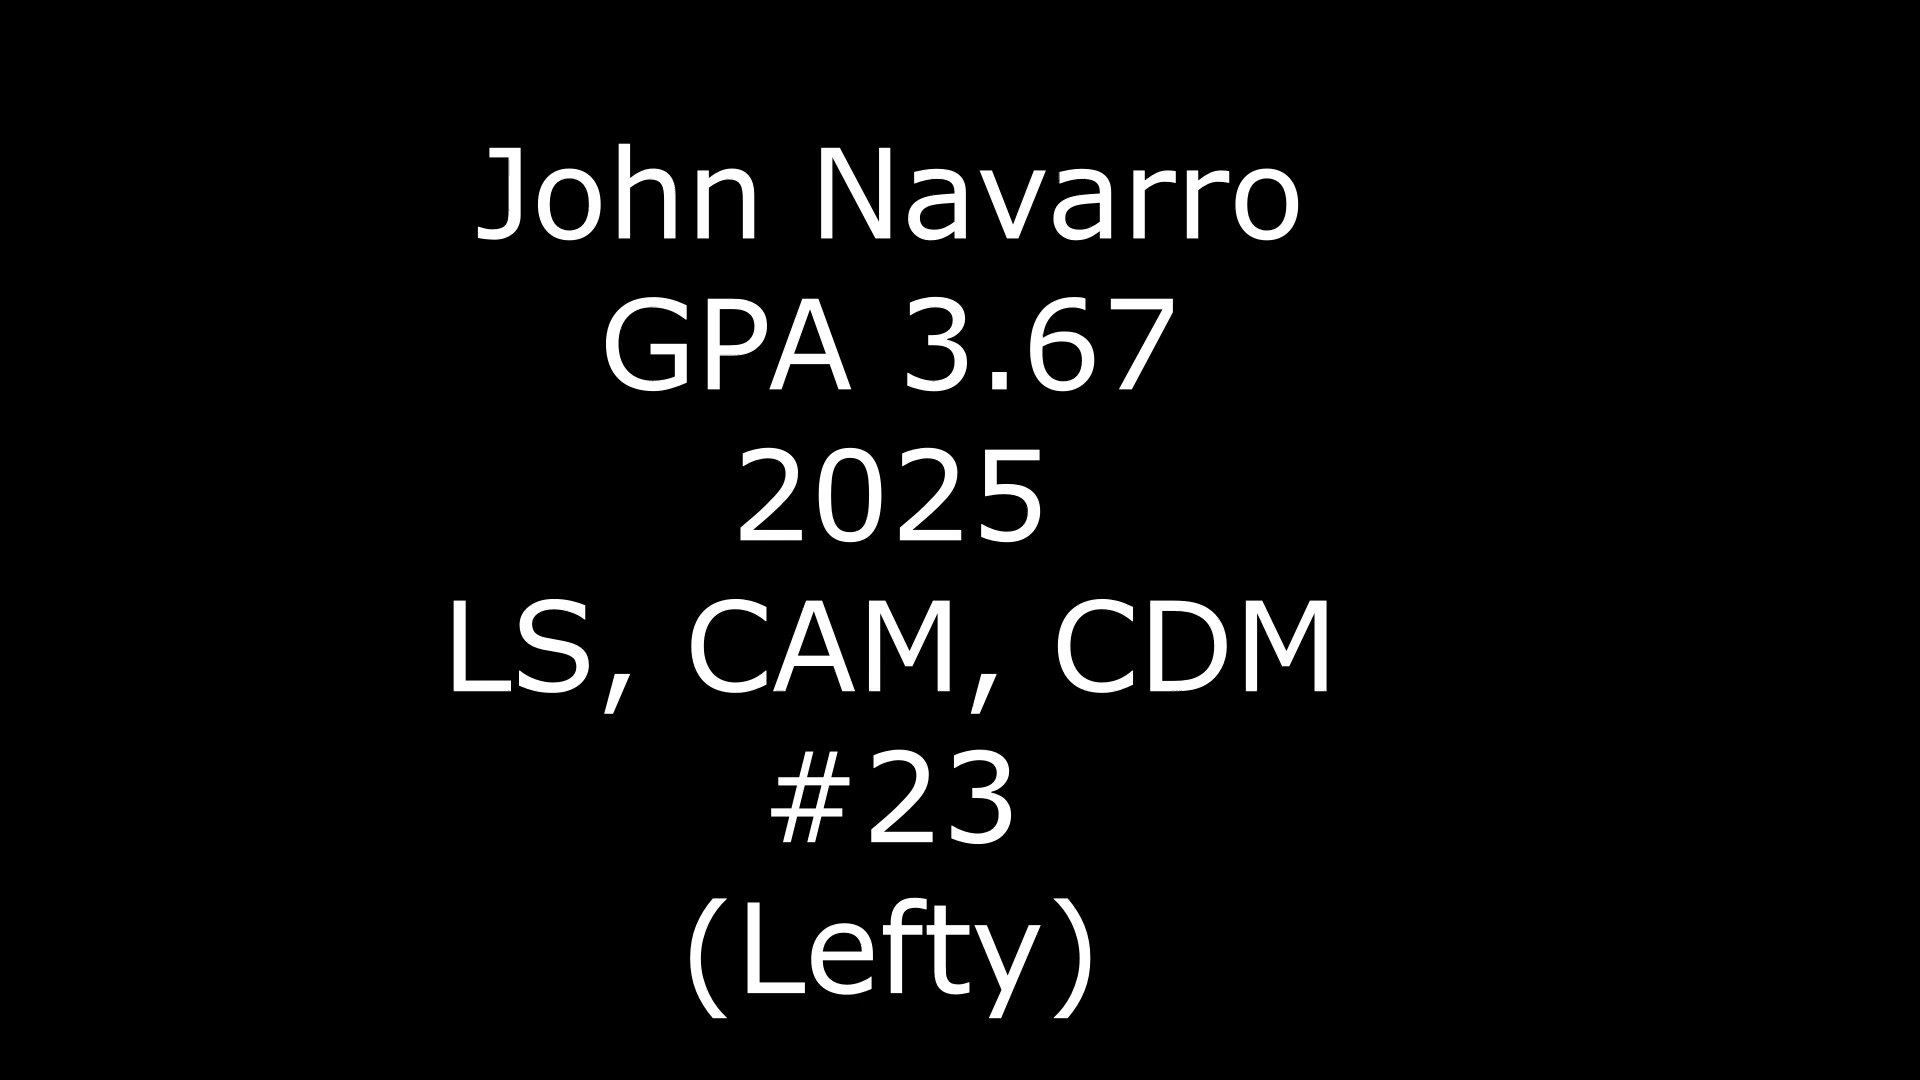 John Navarro
GPA 3.67
2025
LS, CAM, CDM
#23
(Lefty)